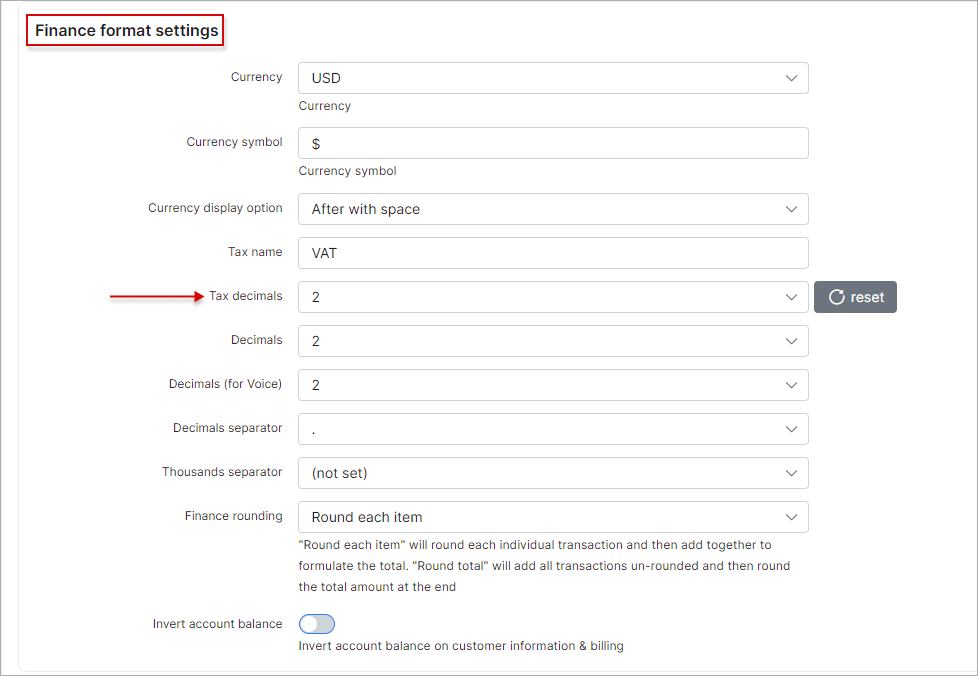 Finance format settings
Currency USD
Currency
Currency symbol $
Currency symbol
Currency display option After with space
Tax name VAT
Tax decimals 2 reset
Decimals 2
Decimals (for Voice) 2
Decimals separator .
Thousands separator (not set)
Finance rounding Round each item
"Round each item" will round each individual transaction and then add together to
formulate the total. "Round total" will add all transactions un-rounded and then round
the total amount at the end
Invert account balance
Invert account balance on customer information & billing